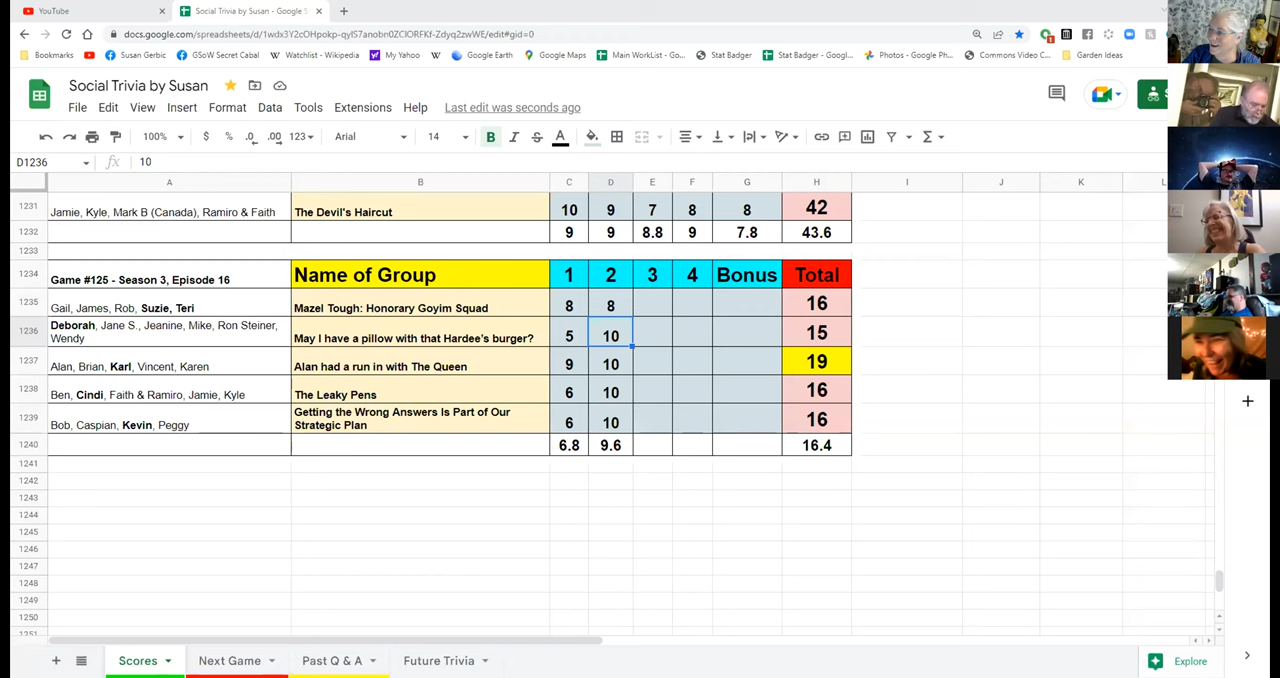 YouTube
Social Trivia by Susan - Google S
docs.google.com/spreadsheets/d/1wdx3Y2cOHpokp-qyIS7anobn0ZCIORFKf-Zdyq2zwWE/edit#gid=0
Bookmarks Susan Gerbic GSoW Secret Cabal Watchlist - Wikipedia My Yahoo Google Earth Google Maps Main WorkList - Go... Stat Badger Stat Badger - Googl... Photos - Google Ph... Commons Video C... Garden Ideas
Social Trivia by Susan
File Edit View Insert Format Data Tools Extensions Help Last edit was seconds ago
100% $ % .0 .00 123 Arial 14 B I S A
D1236 fx 10
A B C D E F G H I J K L
1231 Jamie, Kyle, Mark B (Canada), Ramiro & Faith The Devil's Haircut 10 9 7 8 8 42
1232 9 9 8.8 9 7.8 43.6
1233
1234 Game #125 - Season 3, Episode 16 Name of Group 1 2 3 4 Bonus Total
1235 Gail, James, Rob, Suzie, Teri Mazel Tough: Honorary Goyim Squad 8 8 16
1236 Deborah, Jane S., Jeanine, Mike, Ron Steiner,
Wendy May I have a pillow with that Hardee's burger? 5 10 15
1237 Alan, Brian, Karl, Vincent, Karen Alan had a run in with The Queen 9 10 19
1238 Ben, Cindi, Faith & Ramiro, Jamie, Kyle The Leaky Pens 6 10 16
1239 Bob, Caspian, Kevin, Peggy Getting the Wrong Answers Is Part of Our
Strategic Plan 6 10 16
1240 6.8 9.6 16.4
1241
1242
1243
1244
1245
1246
1247
1248
1249
1250
1251
Scores Next Game Past Q & A Future Trivia Explore